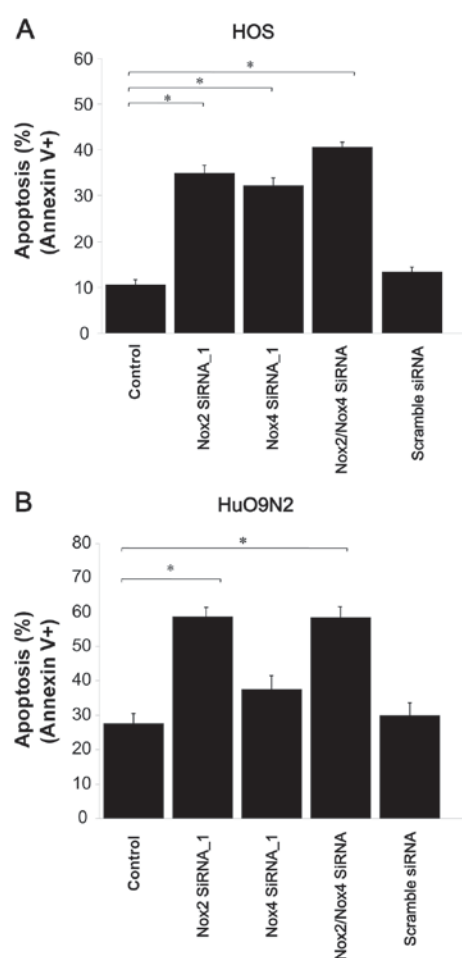 A
HOS
Apoptosis (%)
(Annexin V+)
60
50
40
30
20
10
0
*
*
*
Control
Nox2 SiRNA_1
Nox4 SiRNA_1
Nox2/Nox4 SiRNA
Scramble siRNA
B
HuO9N2
Apoptosis (%)
(Annexin V+)
80
70
60
50
40
30
20
10
0
*
*
Control
Nox2 SiRNA_1
Nox4 SiRNA_1
Nox2/Nox4 SiRNA
Scramble siRNA